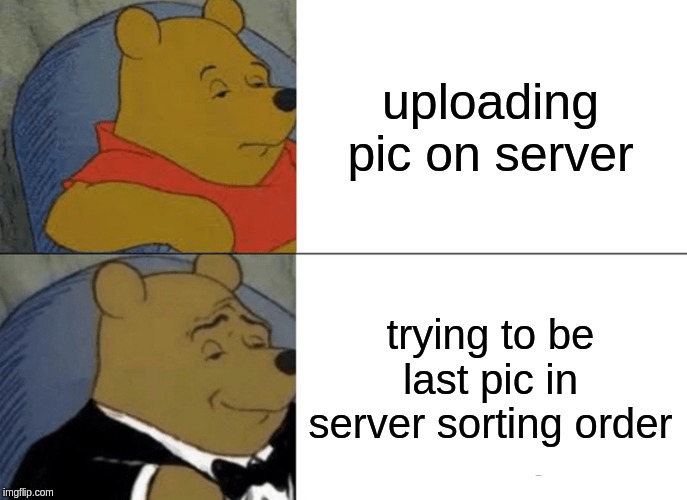 uploading
pic on server
trying to be
last pic in
server sorting order
imgflip.com